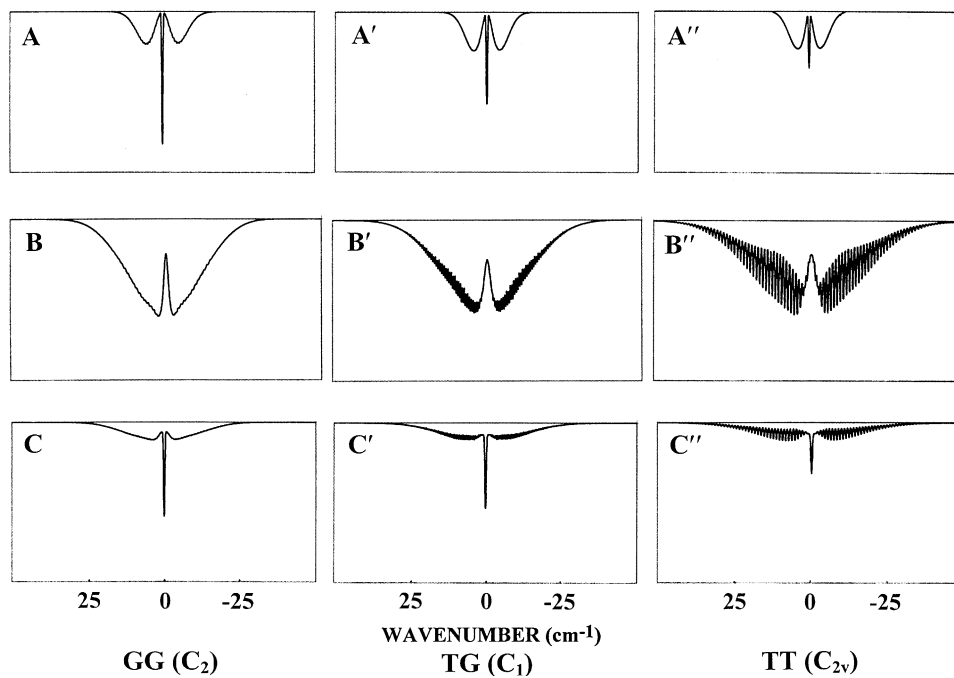 A A′ A″
B B′ B″
C C′ C″
25 0 -25 25 0 -25 25 0 -25
WAVENUMBER (cm⁻¹)
GG (C₂) TG (C₁) TT (C₂ᵥ)